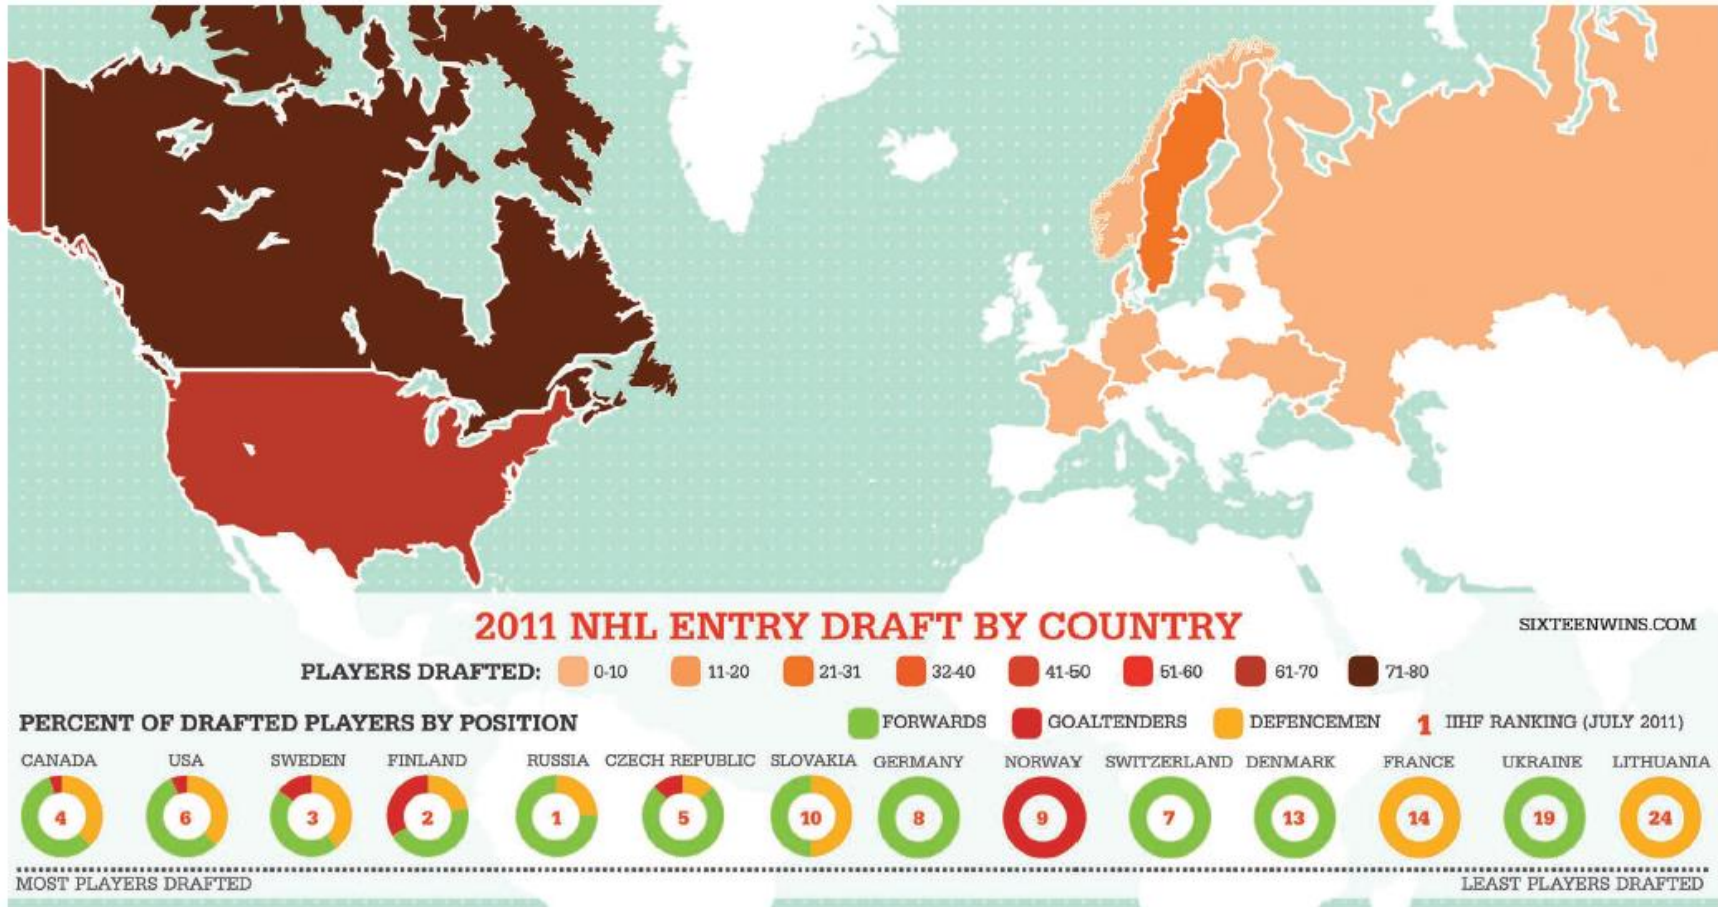 2011 NHL ENTRY DRAFT BY COUNTRY
SIXTEENWINS.COM
PLAYERS DRAFTED: 0-10 11-20 21-31 32-40 41-50 51-60 61-70 71-80
PERCENT OF DRAFTED PLAYERS BY POSITION FORWARDS GOALTENDERS DEFENCEMEN 1 IIHF RANKING (JULY 2011)
CANADA USA SWEDEN FINLAND RUSSIA CZECH REPUBLIC SLOVAKIA GERMANY NORWAY SWITZERLAND DENMARK FRANCE UKRAINE LITHUANIA
4 6 3 2 1 5 10 8 9 7 13 14 19 24
MOST PLAYERS DRAFTED LEAST PLAYERS DRAFTED